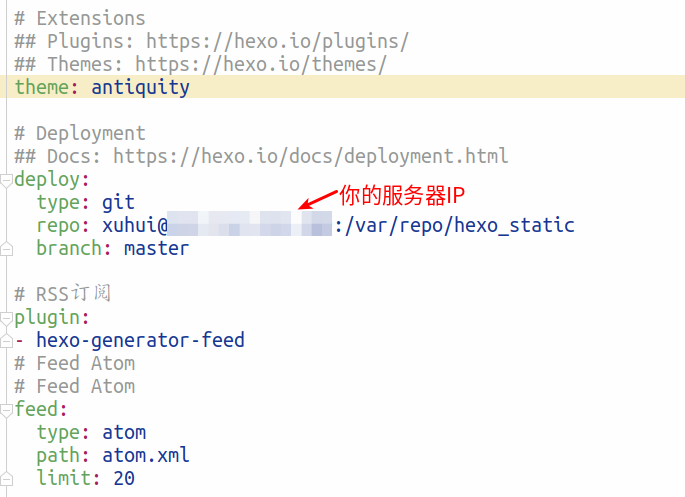 # Extensions
## Plugins: https://hexo.io/plugins/
## Themes: https://hexo.io/themes/
theme: antiquity
# Deployment
## Docs: https://hexo.io/docs/deployment.html
deploy:
type: git
你的服务器IP
repo: xuhui@ :/var/repo/hexo_static
branch: master
# RSS订阅
plugin:
- hexo-generator-feed
# Feed Atom
# Feed Atom
feed:
type: atom
path: atom.xml
limit: 20